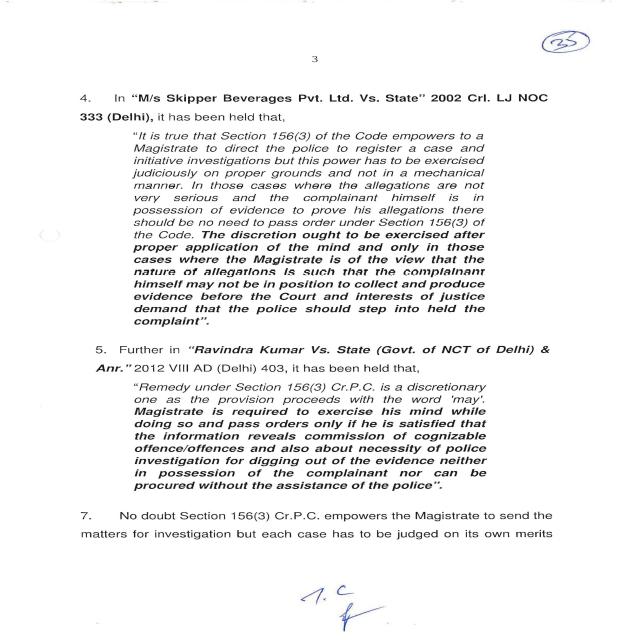 35
3
4. In "M/s Skipper Beverages Pvt. Ltd. Vs. State" 2002 Crl. LJ NOC
333 (Delhi), it has been held that,
"It is true that Section 156(3) of the Code empowers to a
Magistrate to direct the police to register a case and
initiative investigations but this power has to be exercised
judiciously on proper grounds and not in a mechanical
manner. In those cases where the allegations are not
very serious and the complainant himself is in
possession of evidence to prove his allegations there
should be no need to pass order under Section 156(3) of
the Code. The discretion ought to be exercised after
proper application of the mind and only in those
cases where the Magistrate is of the view that the
nature of allegations is such that the complainant
himself may not be in position to collect and produce
evidence before the Court and interests of justice
demand that the police should step into held the
complaint".
5. Further in "Ravindra Kumar Vs. State (Govt. of NCT of Delhi) &
Anr." 2012 VIII AD (Delhi) 403, it has been held that,
"Remedy under Section 156(3) Cr.P.C. is a discretionary
one as the provision proceeds with the word 'may'.
Magistrate is required to exercise his mind while
doing so and pass orders only if he is satisfied that
the information reveals commission of cognizable
offence/offences and also about necessity of police
investigation for digging out of the evidence neither
in possession of the complainant nor can be
procured without the assistance of the police".
7. No doubt Section 156(3) Cr.P.C. empowers the Magistrate to send the
matters for investigation but each case has to be judged on its own merits
T.C